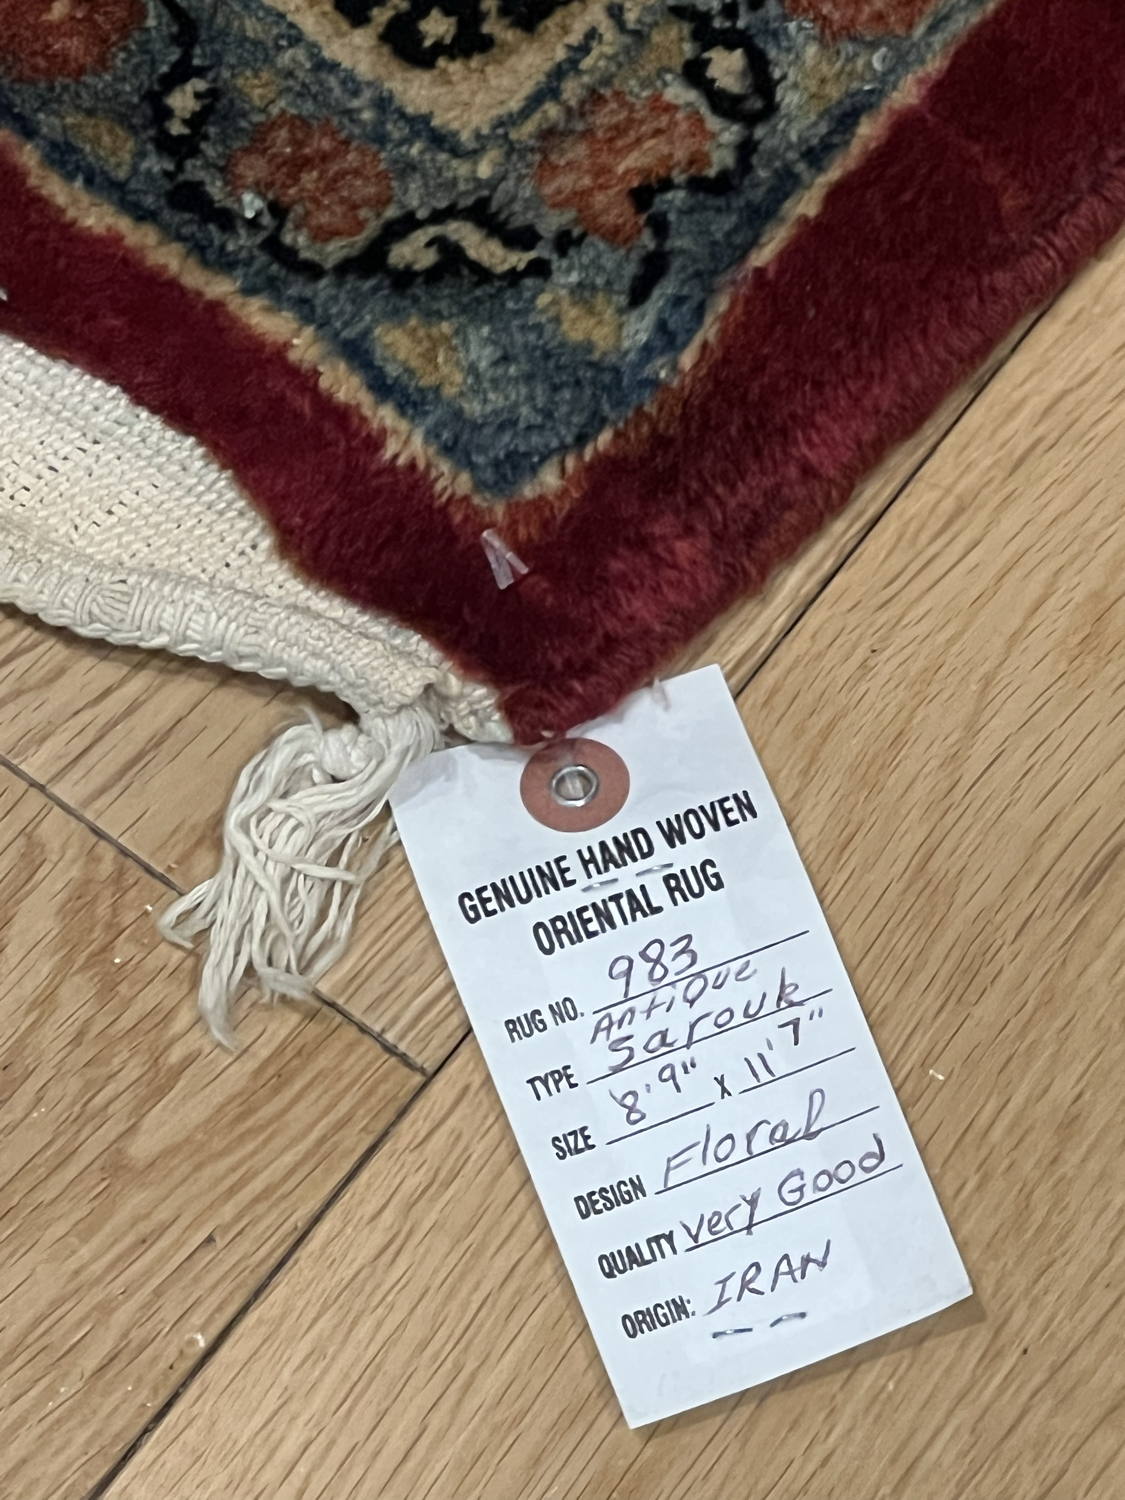 GENUINE HAND WOVEN
ORIENTAL RUG
RUG NO. 983
Antique
TYPE Sarouk
SIZE 8'9" X 11'7"
DESIGN Floral
QUALITY Very Good
ORIGIN: IRAN